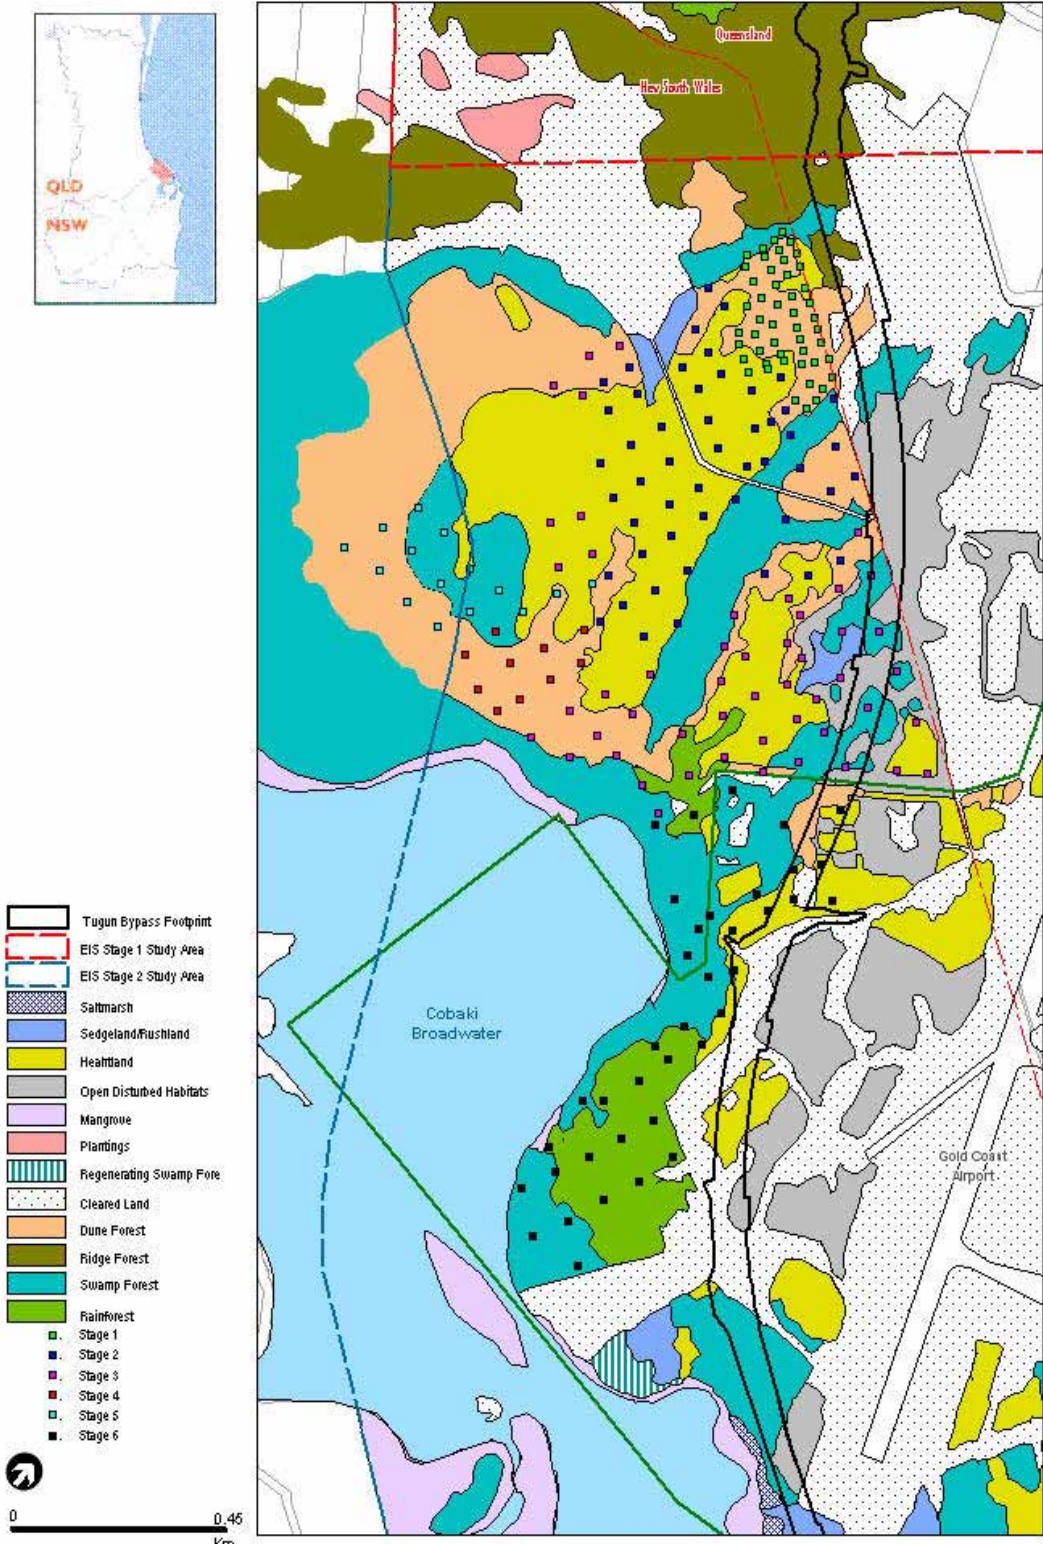 QLD
NSW
Queensland
New South Wales
Cobaki
Broadwater
Gold Coast
Airport
Tugun Bypass Footprint
EIS Stage 1 Study Area
EIS Stage 2 Study Area
Saltmarsh
Sedgeland/Rushland
Heathland
Open Disturbed Habitats
Mangrove
Plantings
Regenerating Swamp Fore
Cleared Land
Dune Forest
Ridge Forest
Swamp Forest
Rainforest
Stage 1
Stage 2
Stage 3
Stage 4
Stage 5
Stage 6
0 0.45
Km